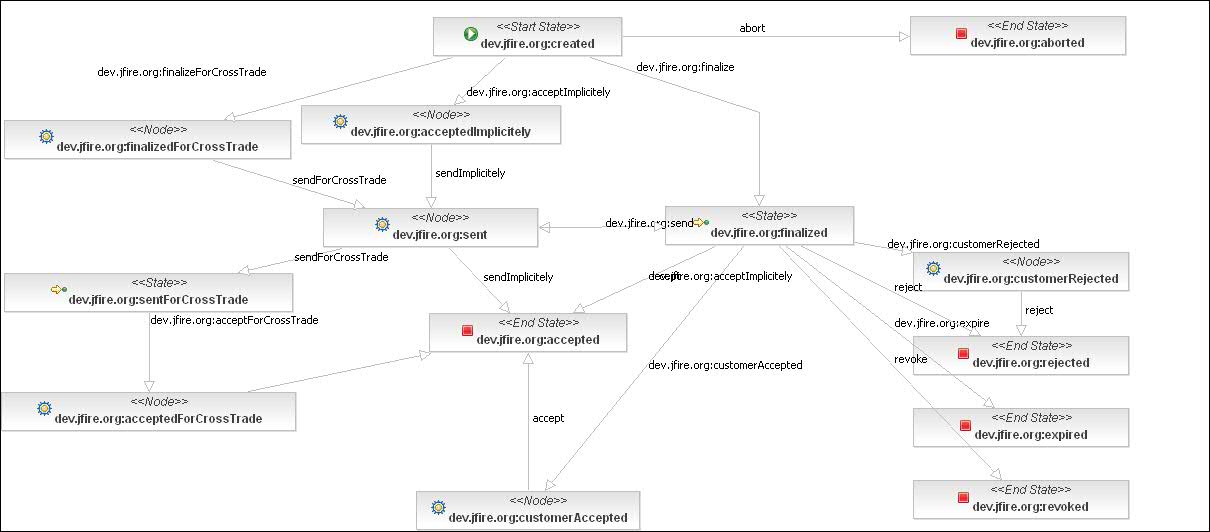 <<Start State>>
dev.jfire.org:created
abort
<<End State>>
dev.jfire.org:aborted
dev.jfire.org:finalizeForCrossTrade
dev.jfire.org:finalize
dev.jfire.org:acceptImplicitely
<<Node>>
dev.jfire.org:acceptedImplicitely
<<Node>>
dev.jfire.org:finalizedForCrossTrade
sendImplicitely
sendForCrossTrade
<<Node>>
dev.jfire.org:sent
dev.jfire.org:send
<<State>>
dev.jfire.org:finalized
dev.jfire.org:customerRejected
sendForCrossTrade
<<Node>>
dev.jfire.org:customerRejected
<<State>>
dev.jfire.org:sentForCrossTrade
sendImplicitely
dev.jfire.org:acceptImplicitely
reject
reject
dev.jfire.org:acceptForCrossTrade
<<End State>>
dev.jfire.org:accepted
dev.jfire.org:expire
<<End State>>
dev.jfire.org:rejected
revoke
dev.jfire.org:customerAccepted
<<Node>>
dev.jfire.org:acceptedForCrossTrade
accept
<<End State>>
dev.jfire.org:expired
<<End State>>
dev.jfire.org:revoked
<<Node>>
dev.jfire.org:customerAccepted